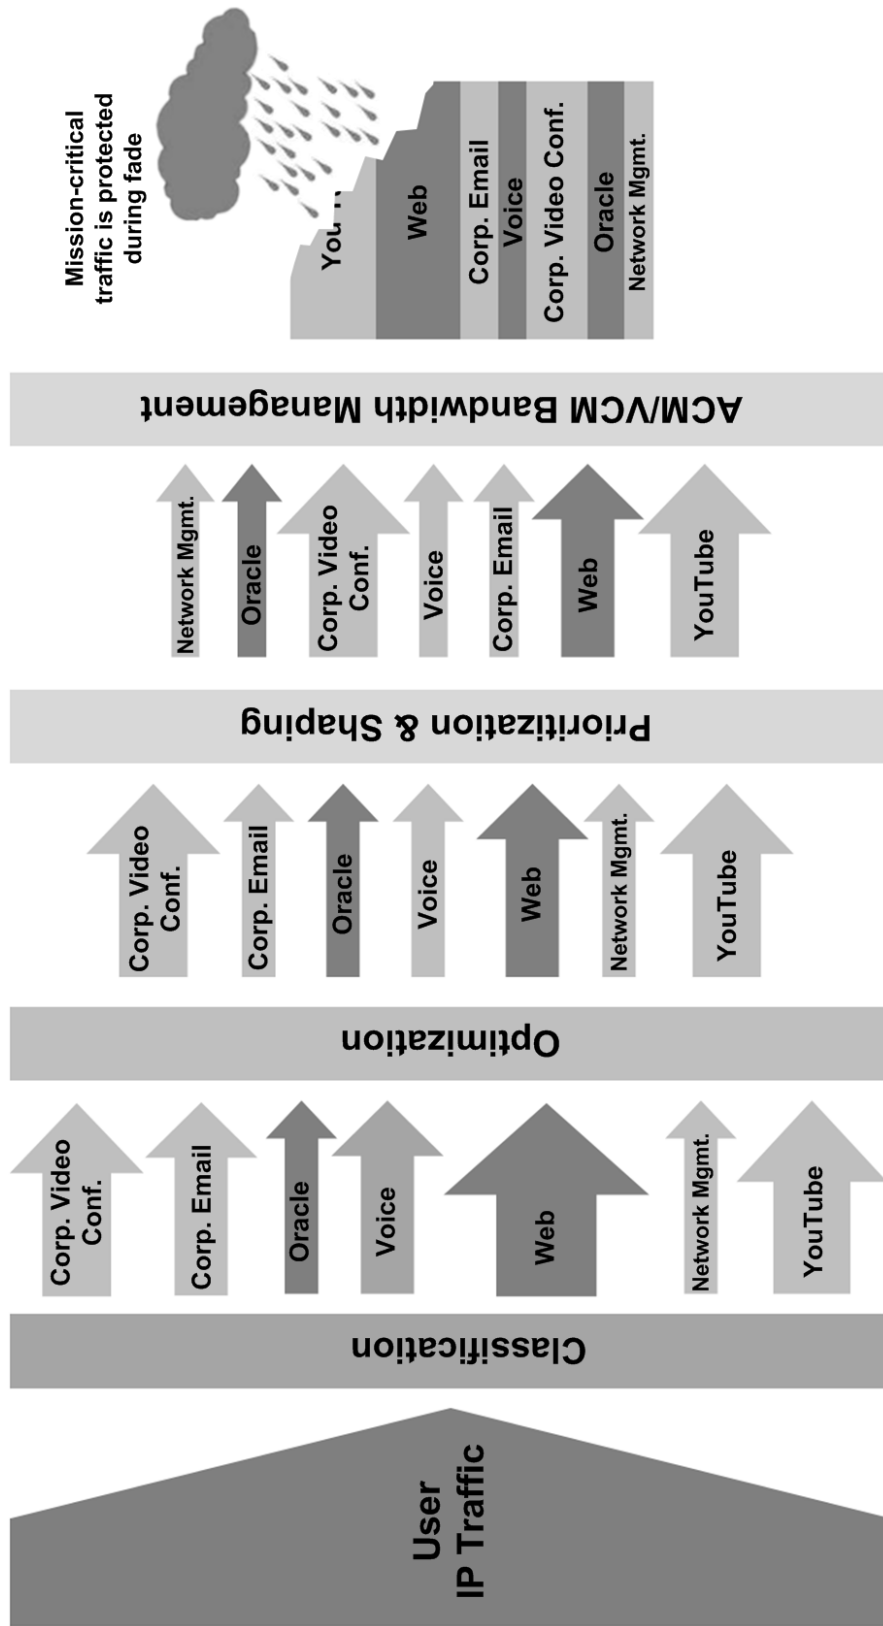 User
IP Traffic
Classification
Corp. Video
Conf.
Corp. Email
Oracle
Voice
Web
Network Mgmt.
YouTube
Optimization
Corp. Video
Conf.
Corp. Email
Oracle
Voice
Web
Network Mgmt.
YouTube
Prioritization & Shaping
Network Mgmt.
Oracle
Corp. Video
Conf.
Voice
Corp. Email
Web
YouTube
ACM/VCM Bandwidth Management
Mission-critical
traffic is protected
during fade
You
Web
Corp. Email
Voice
Corp. Video Conf.
Oracle
Network Mgmt.